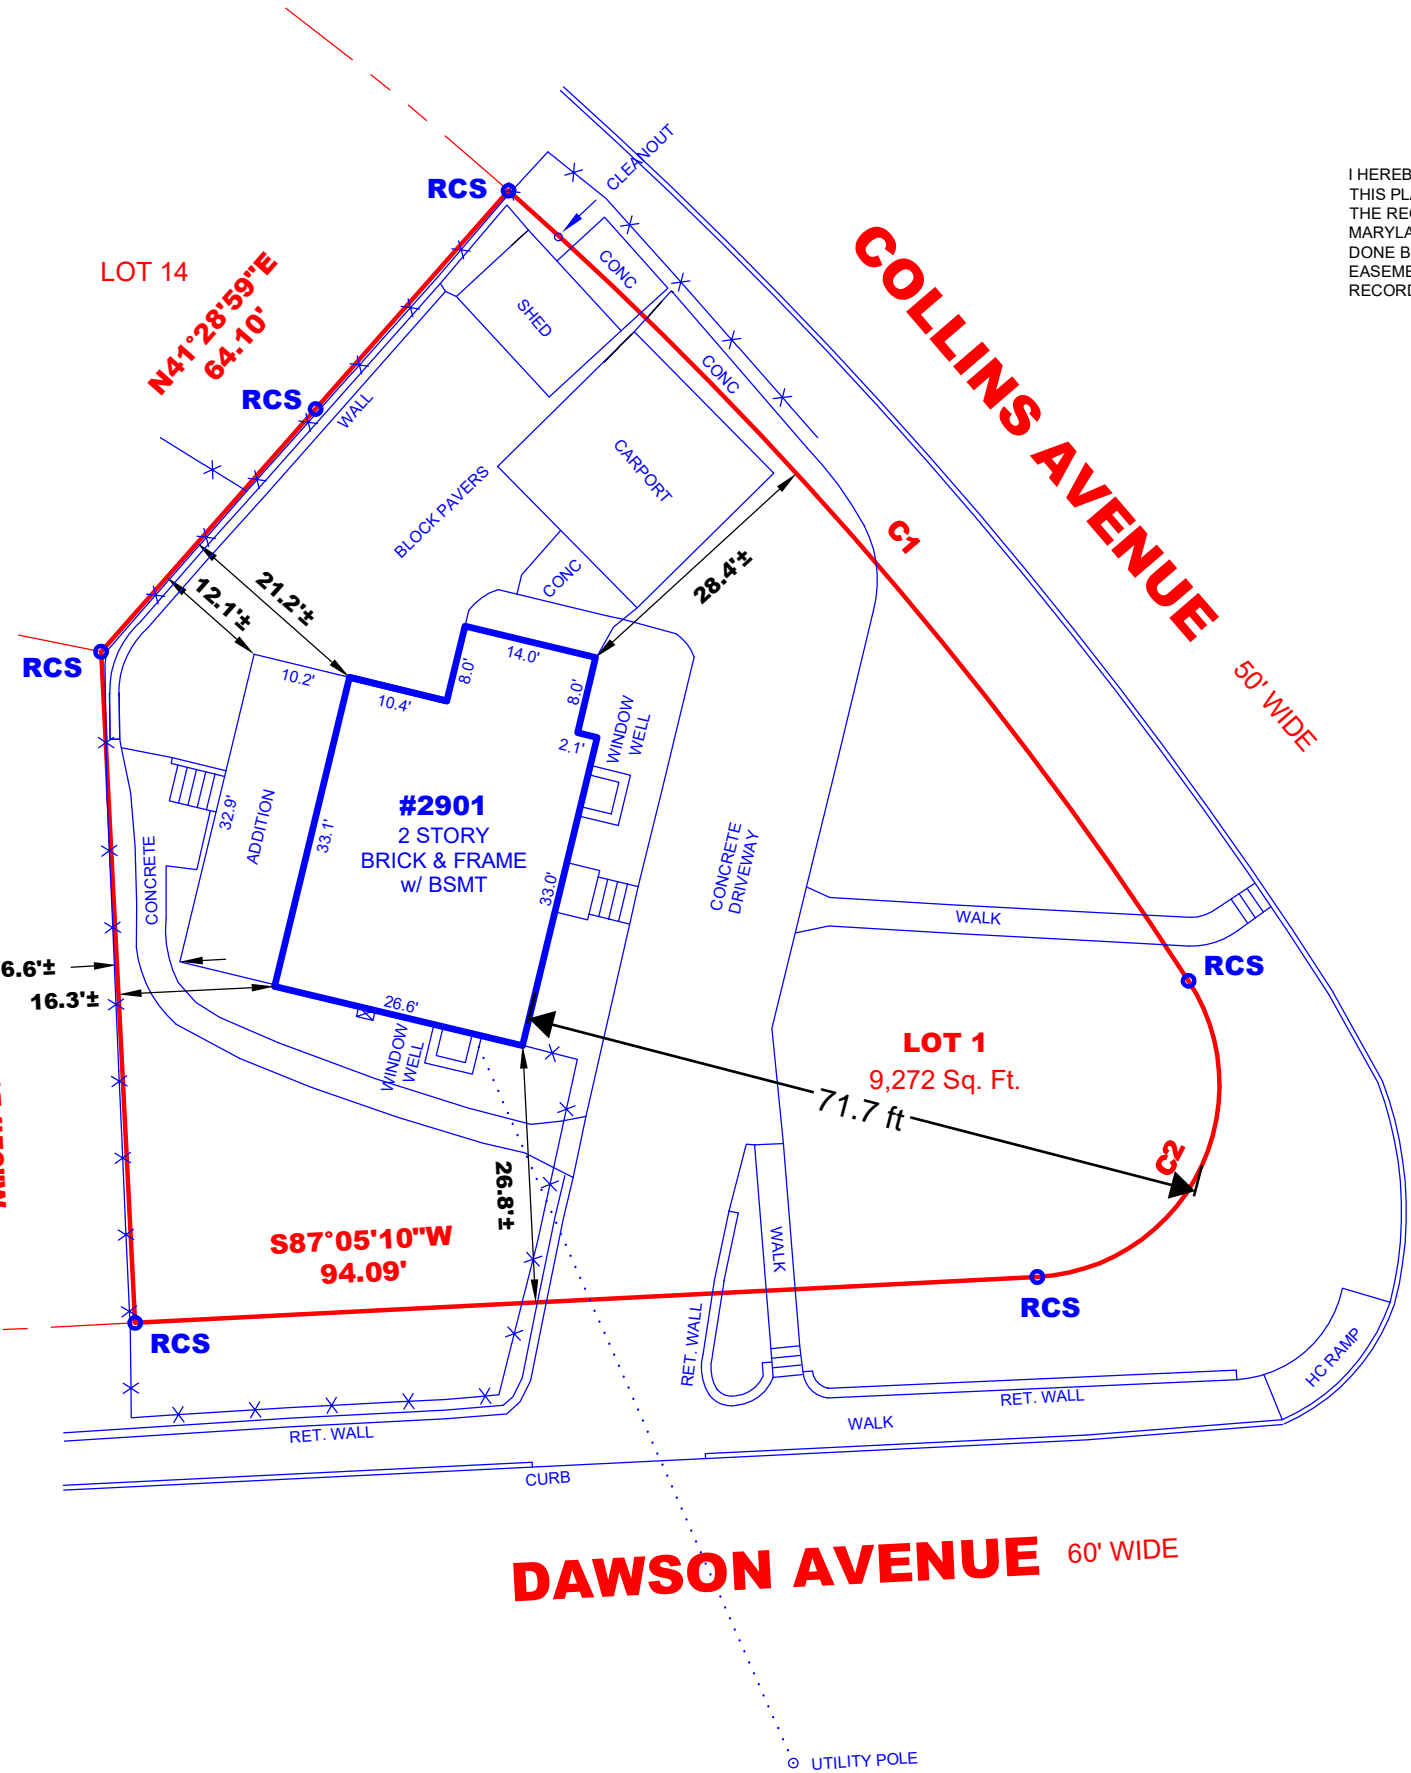 CLEANOUT
RCS
I HEREB
THIS PLA
THE REC
MARYLA
DONE B
EASEME
RECORD
COLLINS AVENUE
50' WIDE
LOT 14
N41°28'59"E
64.10'
CONC
SHED
RCS
WALL
CONC
CARPORT
BLOCK PAVERS
C1
CONC
28.4'±
21.2'±
12.1'±
RCS
10.2'
10.4'
8.0'
14.0'
8.0'
2.1'
WINDOW
WELL
#2901
2 STORY
BRICK & FRAME
w/ BSMT
33.1'
33.0'
32.9'
ADDITION
CONCRETE
CONCRETE
DRIVEWAY
WALK
RCS
6.6'±
16.3'±
26.6'
WINDOW
WELL
LOT 1
9,272 Sq. Ft.
71.7 ft
C2
26.8'±
S87°05'10"W
94.09'
WALK
RCS
RCS
RET. WALL
HC RAMP
RET. WALL
WALK
RET. WALL
CURB
DAWSON AVENUE
60' WIDE
UTILITY POLE